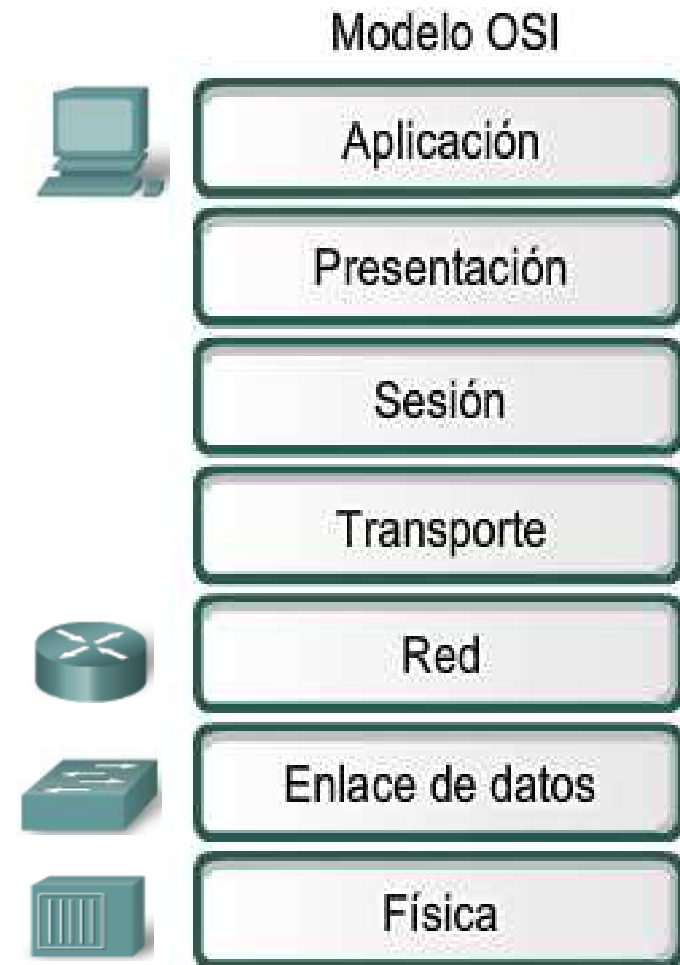 Modelo OSI
Aplicación
Presentación
Sesión
Transporte
Red
Enlace de datos
Física